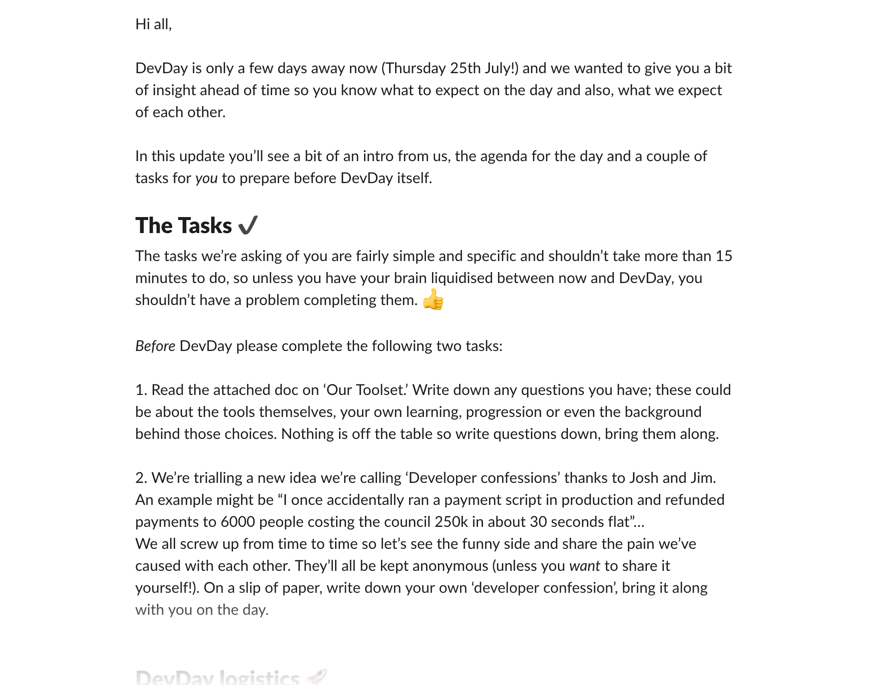 Hi all,
DevDay is only a few days away now (Thursday 25th July!) and we wanted to give you a bit
of insight ahead of time so you know what to expect on the day and also, what we expect
of each other.
In this update you’ll see a bit of an intro from us, the agenda for the day and a couple of
tasks for you to prepare before DevDay itself.
The Tasks ✔️
The tasks we’re asking of you are fairly simple and specific and shouldn’t take more than 15
minutes to do, so unless you have your brain liquidised between now and DevDay, you
shouldn’t have a problem completing them. 👍
Before DevDay please complete the following two tasks:
1. Read the attached doc on ‘Our Toolset.’ Write down any questions you have; these could
be about the tools themselves, your own learning, progression or even the background
behind those choices. Nothing is off the table so write questions down, bring them along.
2. We’re trialling a new idea we’re calling ‘Developer confessions’ thanks to Josh and Jim.
An example might be “I once accidentally ran a payment script in production and refunded
payments to 6000 people costing the council 250k in about 30 seconds flat”...
We all screw up from time to time so let’s see the funny side and share the pain we’ve
caused with each other. They’ll all be kept anonymous (unless you want to share it
yourself!). On a slip of paper, write down your own ‘developer confession’, bring it along
with you on the day.
DevDay logistics 🚀